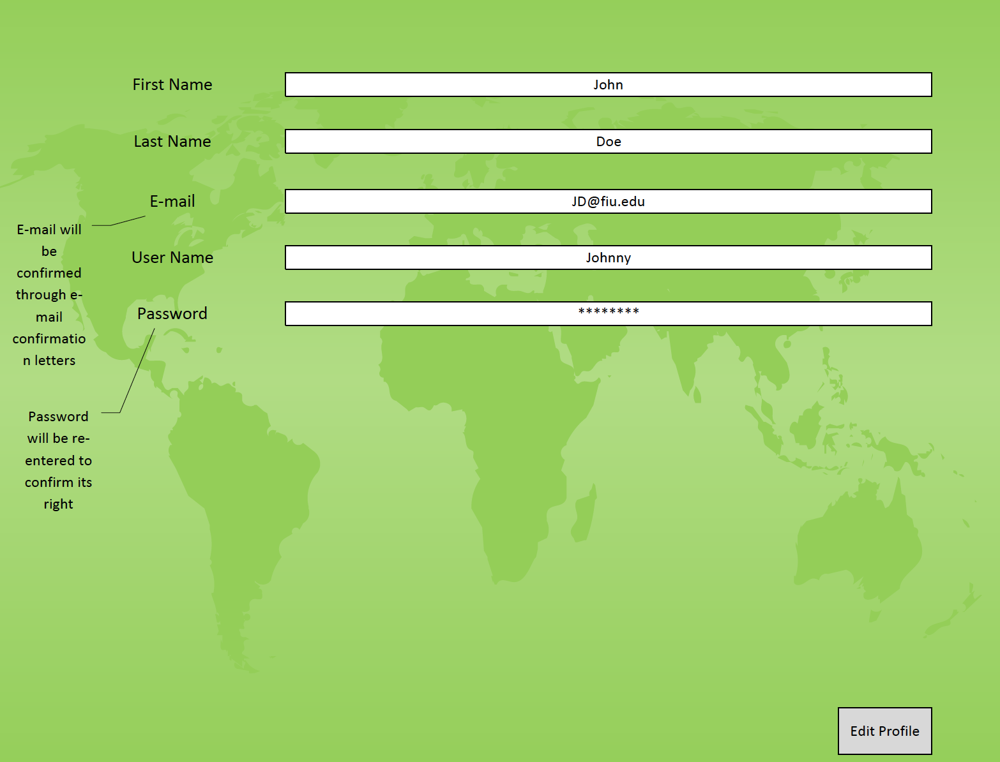 First Name
John
Last Name
Doe
E-mail
JD@fiu.edu
E-mail will
be
confirmed
through e-
mail
confirmatio
n letters
User Name
Johnny
Password
********
Password
will be re-
entered to
confirm its
right
Edit Profile